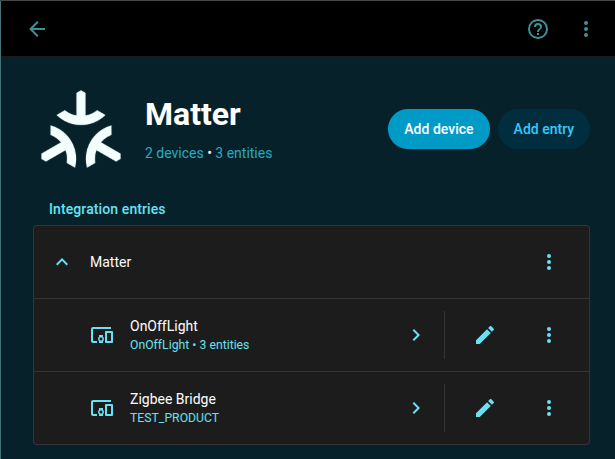 Matter
2 devices • 3 entities
Add device
Add entry
Integration entries
Matter
OnOffLight
OnOffLight • 3 entities
Zigbee Bridge
TEST_PRODUCT